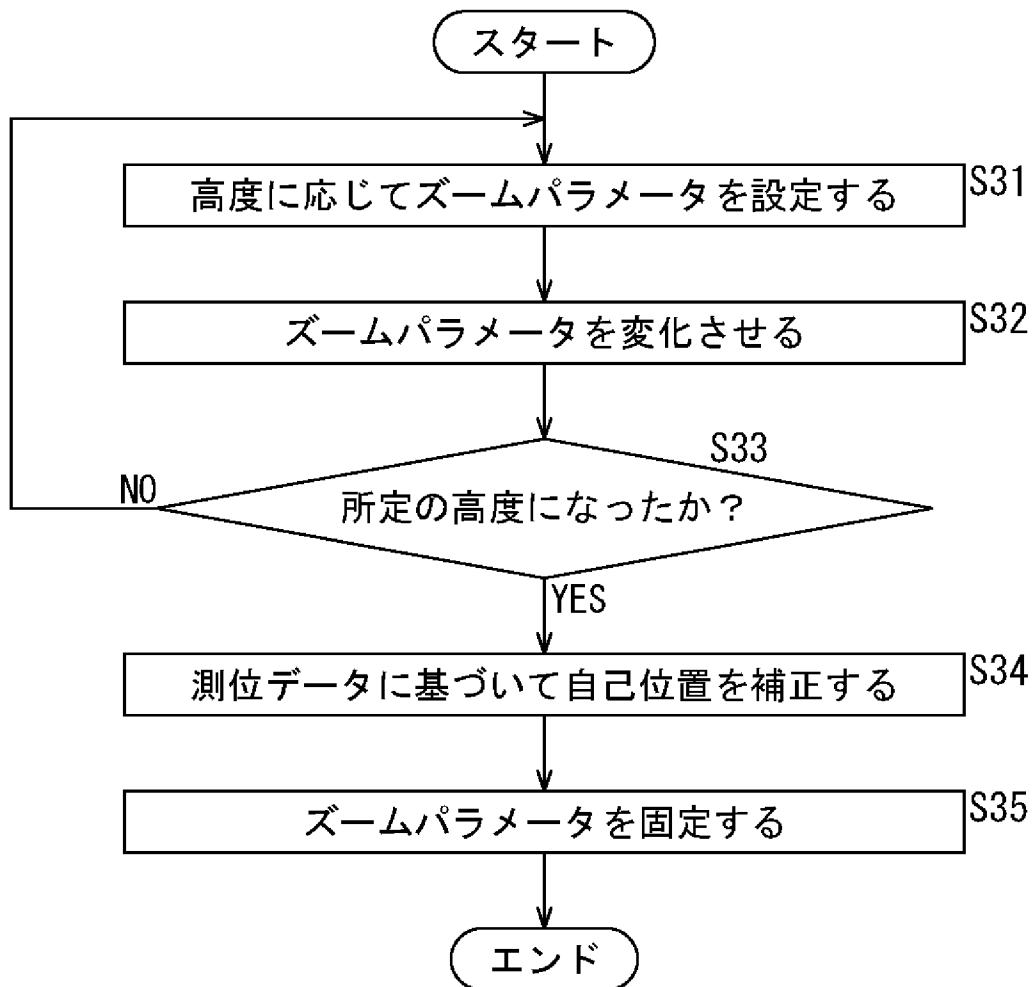 スタート
高度に応じてズームパラメータを設定する
S31
ズームパラメータを変化させる
S32
S33
所定の高度になったか？
NO
YES
測位データに基づいて自己位置を補正する
S34
ズームパラメータを固定する
S35
エンド